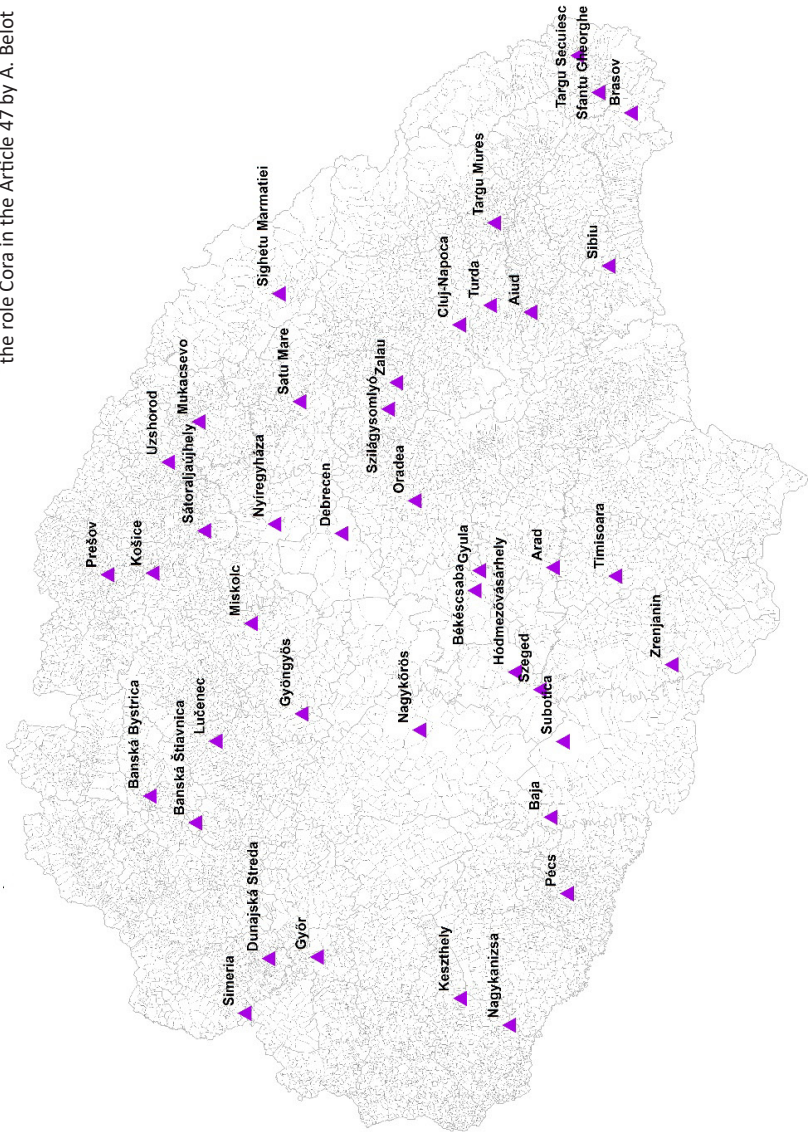 the role Cora in the Article 47 by A. Belot
Prešov
Banská Bystrica
Košice
Uzshorod
Banská Štiavnica
Mukacsevo
Sátoraljaújhely
Lučenec
Simeria
Miskolc
Dunajská Streda
Nyíregyháza
Sighetu Marmatiei
Satu Mare
Gyöngyös
Győr
Debrecen
Szilágysomlyó
Zalau
Oradea
Nagykőrös
Cluj-Napoca
Keszthely
Békéscsaba
Gyula
Turda
Targu Mures
Nagykanizsa
Hódmezővásárhely
Aiud
Szeged
Baja
Arad
Subotica
Pécs
Targu Secuiesc
Sfantu Gheorghe
Sibiu
Timisoara
Brasov
Zrenjanin